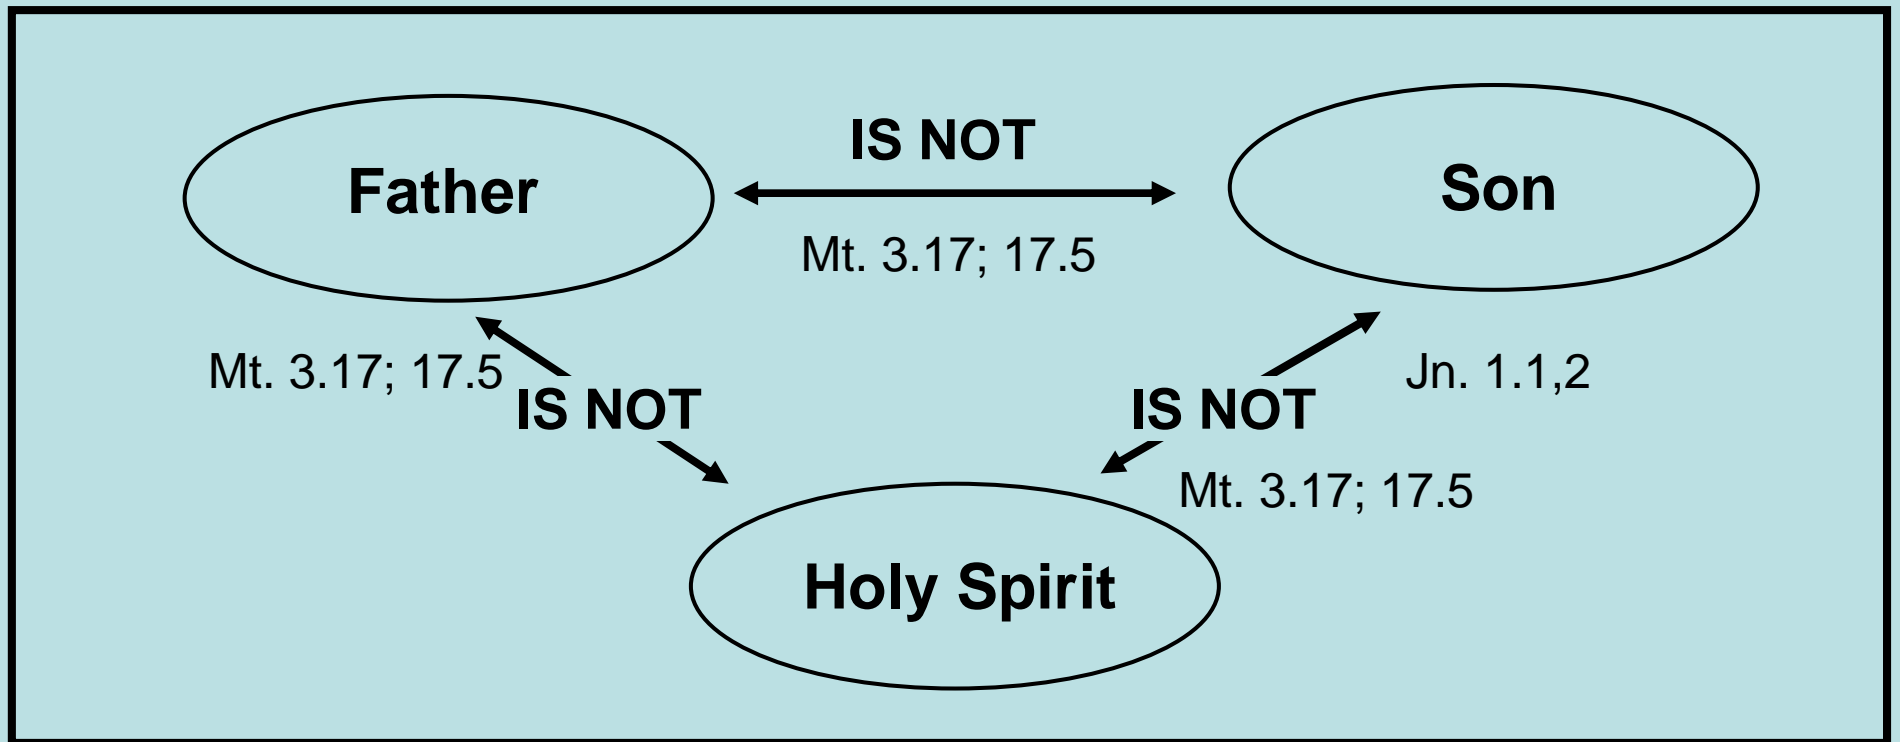 IS NOT
Father
Son
Mt. 3.17; 17.5
Mt. 3.17; 17.5
Jn. 1.1,2
IS NOT
IS NOT
Mt. 3.17; 17.5
Holy Spirit